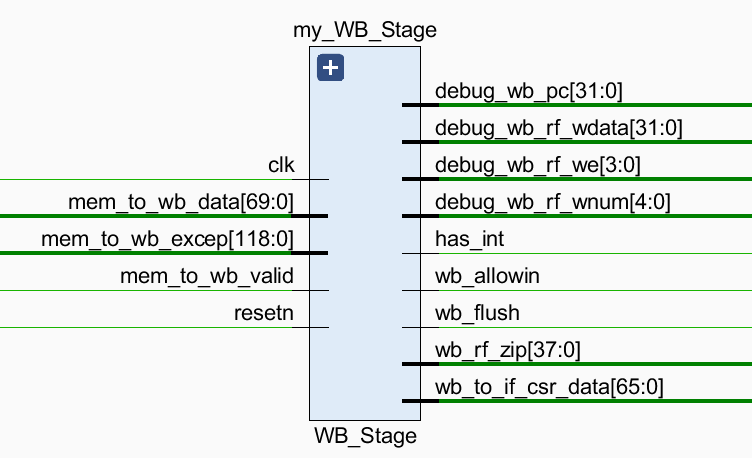 my_WB_Stage
clk
mem_to_wb_data[69:0]
mem_to_wb_excep[118:0]
mem_to_wb_valid
resetn
debug_wb_pc[31:0]
debug_wb_rf_wdata[31:0]
debug_wb_rf_we[3:0]
debug_wb_rf_wnum[4:0]
has_int
wb_allowin
wb_flush
wb_rf_zip[37:0]
wb_to_if_csr_data[65:0]
WB_Stage